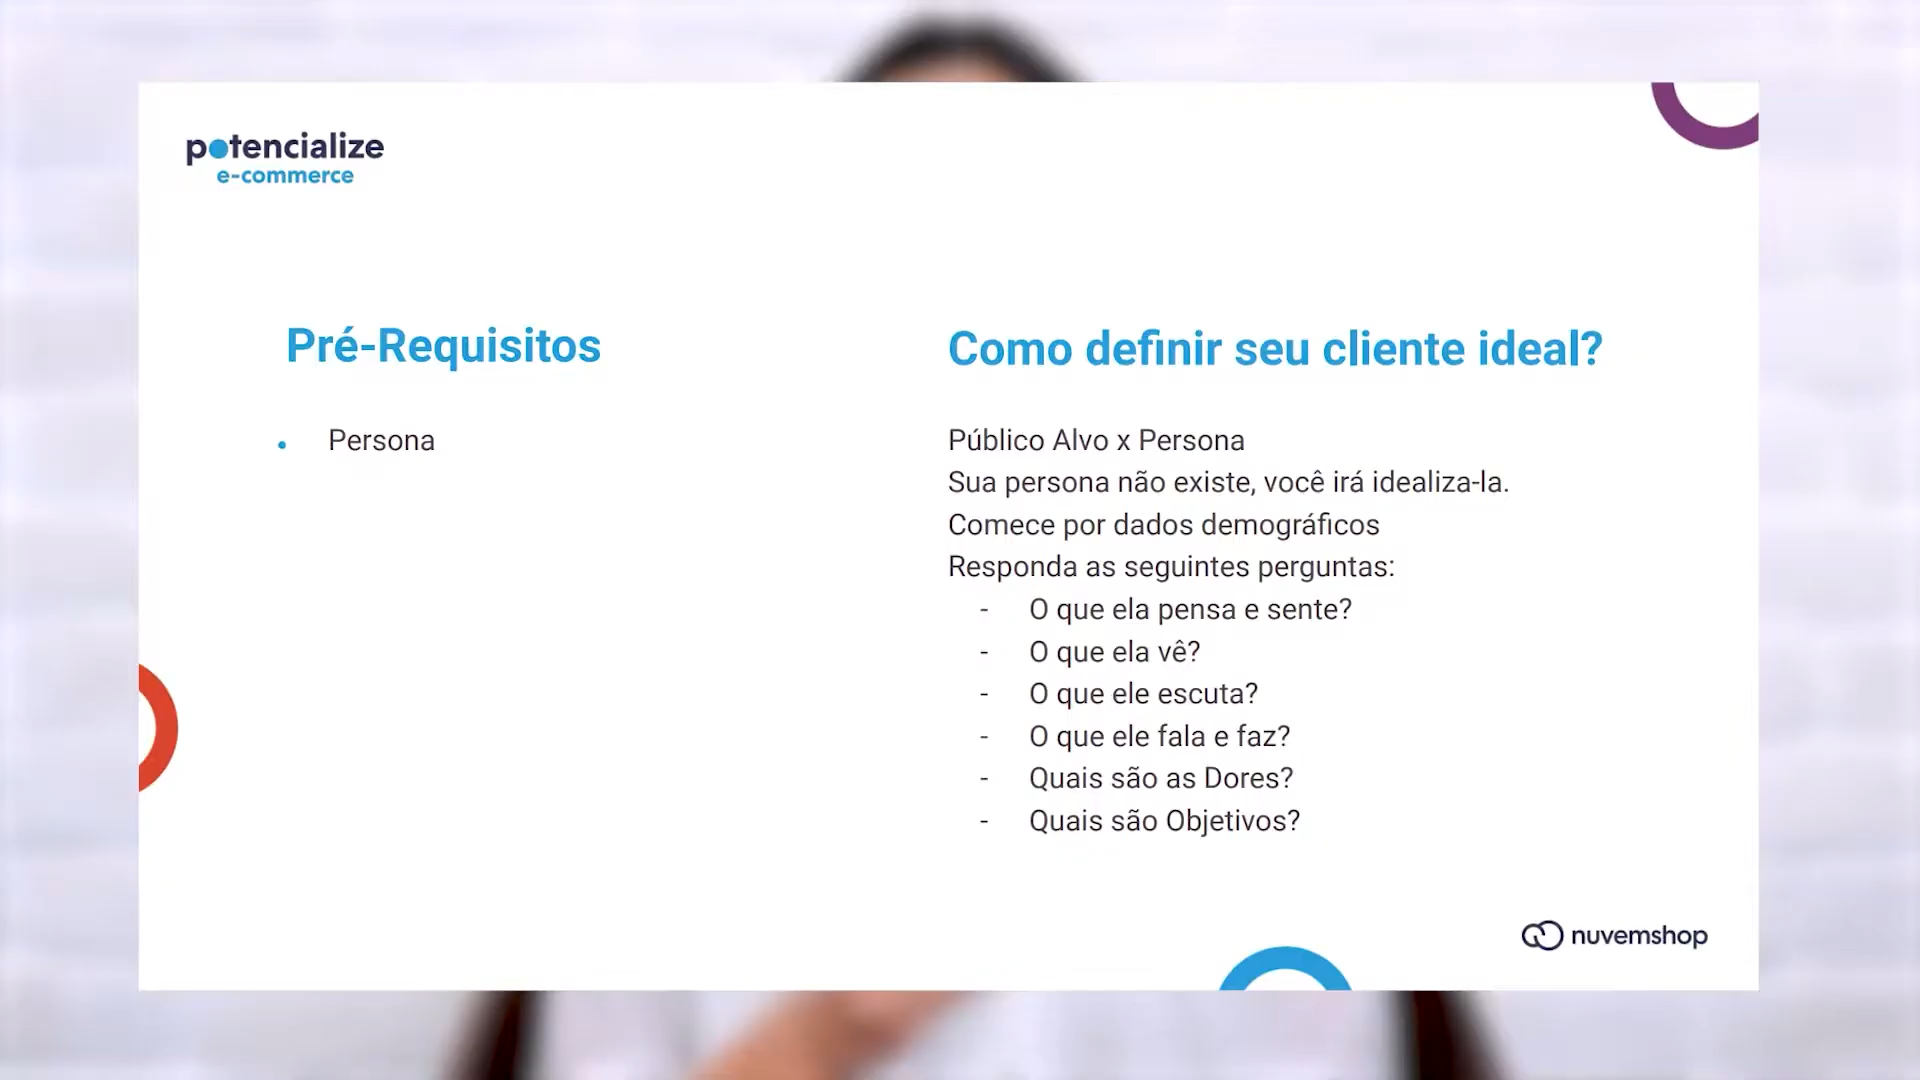 potencialize
e-commerce
Pré-Requisitos
Persona
Como definir seu cliente ideal?
Público Alvo x Persona
Sua persona não existe, você irá idealiza-la.
Comece por dados demográficos
Responda as seguintes perguntas:
- O que ela pensa e sente?
- O que ela vê?
- O que ele escuta?
- O que ele fala e faz?
- Quais são as Dores?
- Quais são Objetivos?
nuvemshop